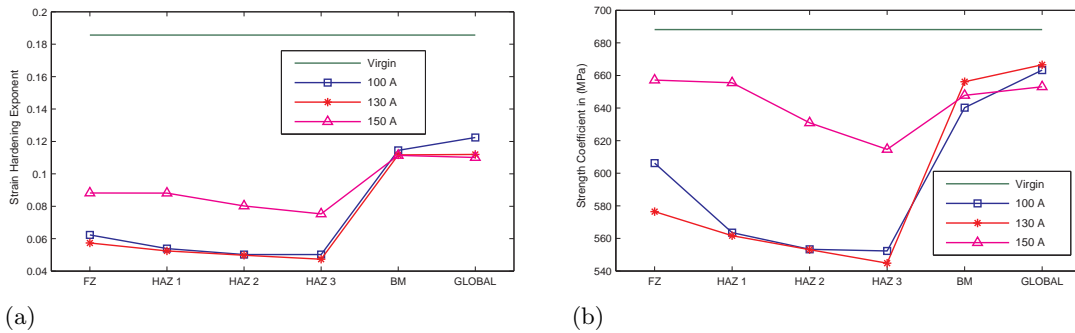 0.2
0.18
0.16
0.14
0.12
0.1
0.08
0.06
0.04
Strain Hardening Exponent
Virgin
100 A
130 A
150 A
FZ HAZ 1 HAZ 2 HAZ 3 BM GLOBAL
(a)
700
680
660
640
620
600
580
560
540
Strength Coefficient in (MPa)
Virgin
100 A
130 A
150 A
FZ HAZ 1 HAZ 2 HAZ 3 BM GLOBAL
(b)